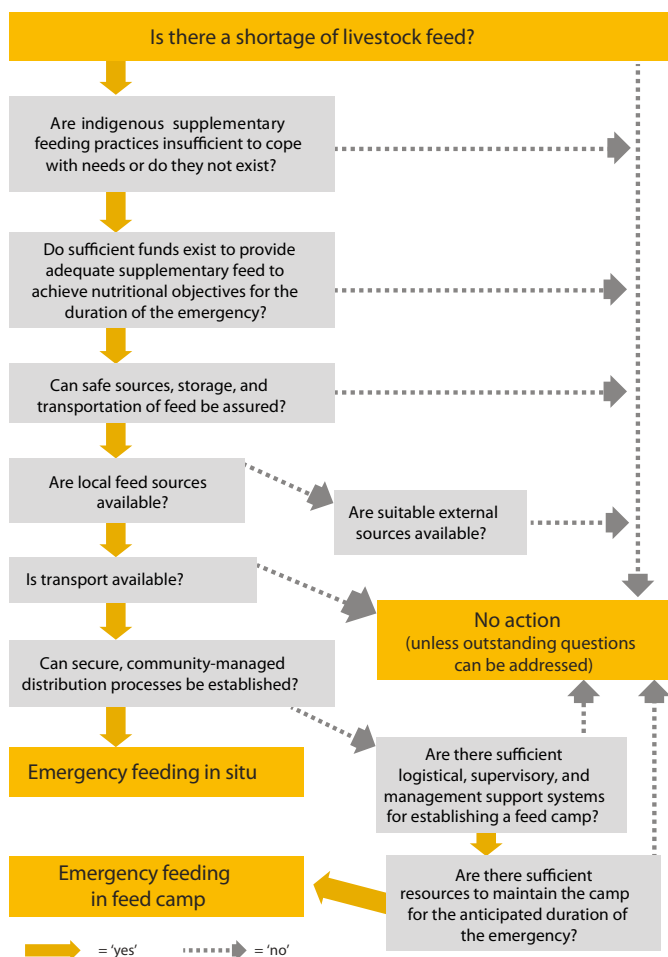 Is there a shortage of livestock feed?
Are indigenous supplementary
feeding practices insufficient to cope
with needs or do they not exist?
Do sufficient funds exist to provide
adequate supplementary feed to
achieve nutritional objectives for the
duration of the emergency?
Can safe sources, storage, and
transportation of feed be assured?
Are local feed sources
available?
Are suitable external
sources available?
Is transport available?
No action
(unless outstanding questions
can be addressed)
Can secure, community-managed
distribution processes be established?
Emergency feeding in situ
Are there sufficient
logistical, supervisory, and
management support systems
for establishing a feed camp?
Emergency feeding
in feed camp
Are there sufficient
resources to maintain the camp
for the anticipated duration of
the emergency?
= 'yes'
= 'no'